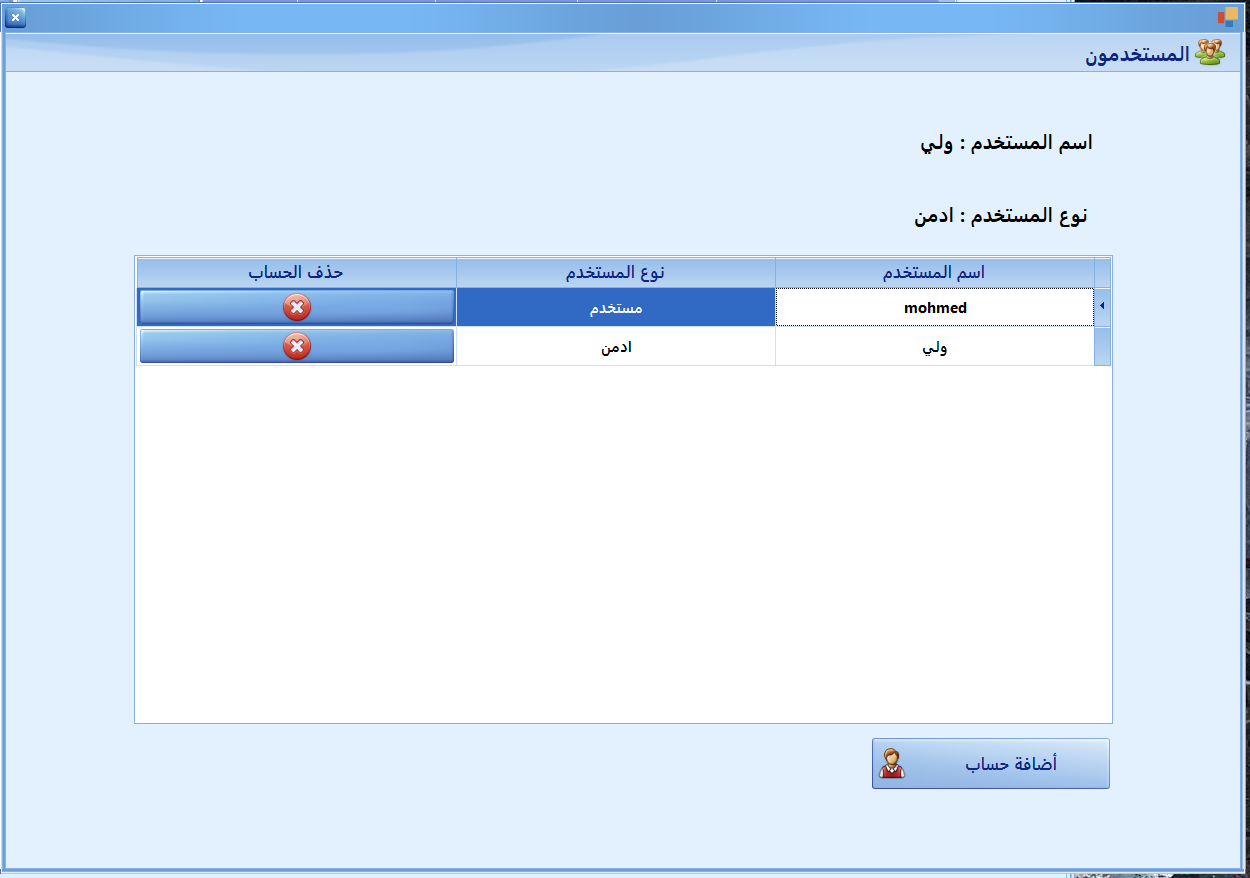 المستخدمون
اسم المستخدم : ولي
نوع المستخدم : ادمن
اسم المستخدم نوع المستخدم حذف الحساب
mohmed مستخدم
ولي ادمن
أضافة حساب